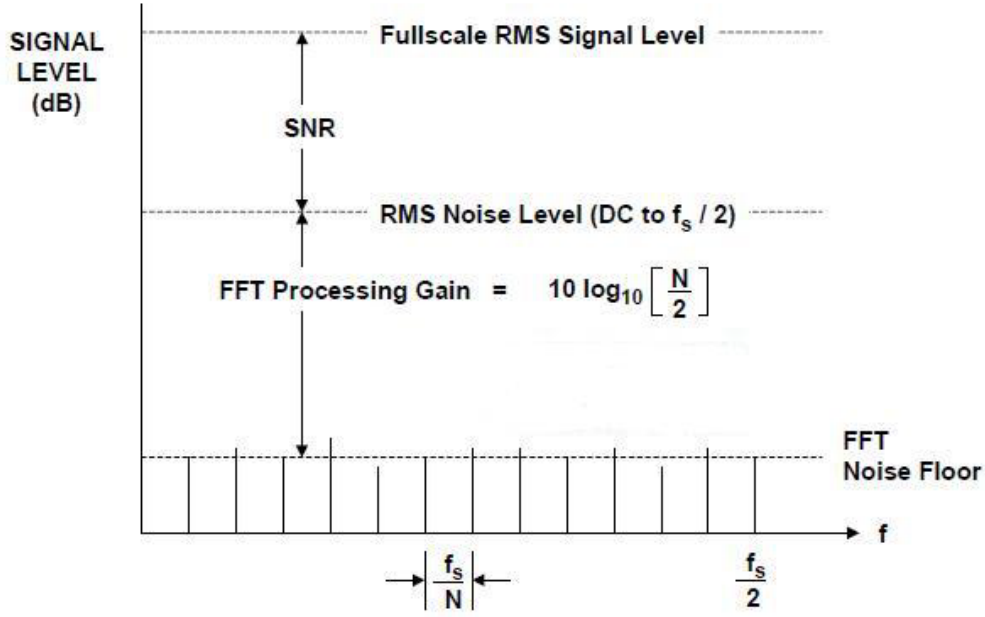 SIGNAL
LEVEL
(dB)
Fullscale RMS Signal Level
SNR
RMS Noise Level (DC to fs / 2)
FFT Processing Gain = 10 log10 [ N / 2 ]
FFT
Noise Floor
f
fs / N
fs / 2